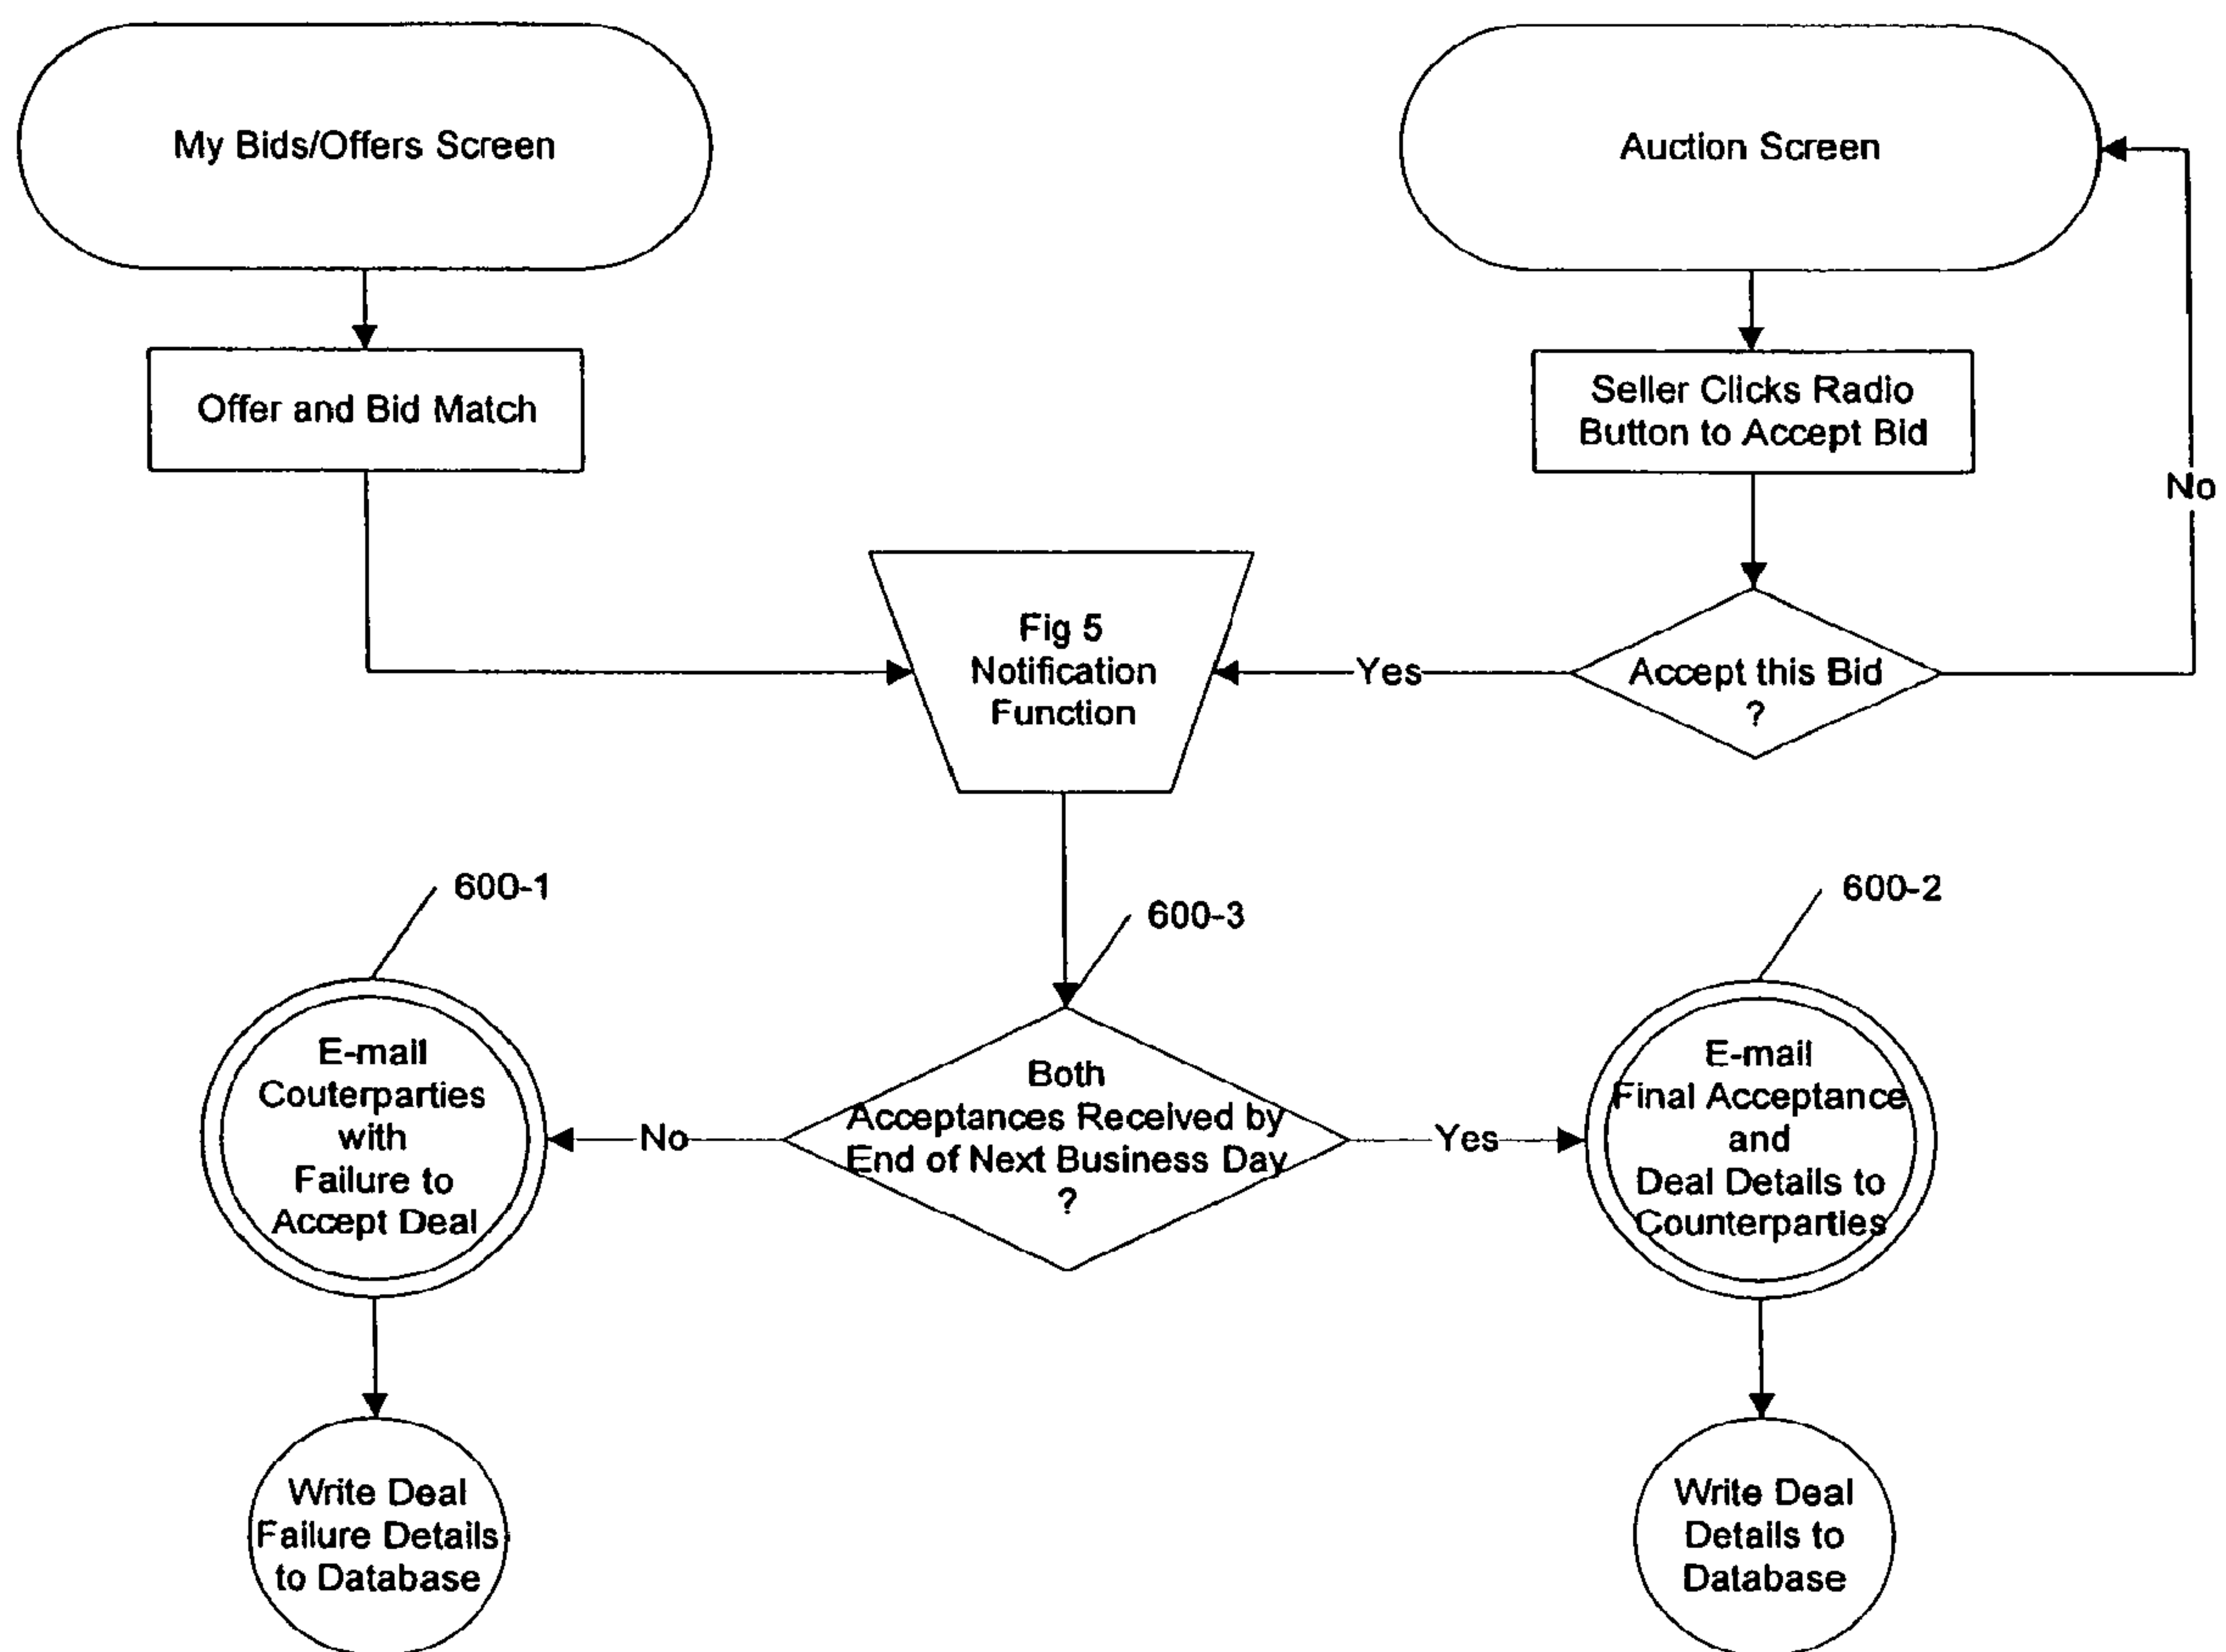 My Bids/Offers Screen
Auction Screen
Offer and Bid Match
Seller Clicks Radio
Button to Accept Bid
No
Fig 5
Notification
Function
Yes
Accept this Bid
?
600-1
600-3
600-2
E-mail
Couterparties
with
Failure to
Accept Deal
No
Both
Acceptances Received by
End of Next Business Day
?
Yes
E-mail
Final Acceptance
and
Deal Details to
Counterparties
Write Deal
Failure Details
to Database
Write Deal
Details to
Database